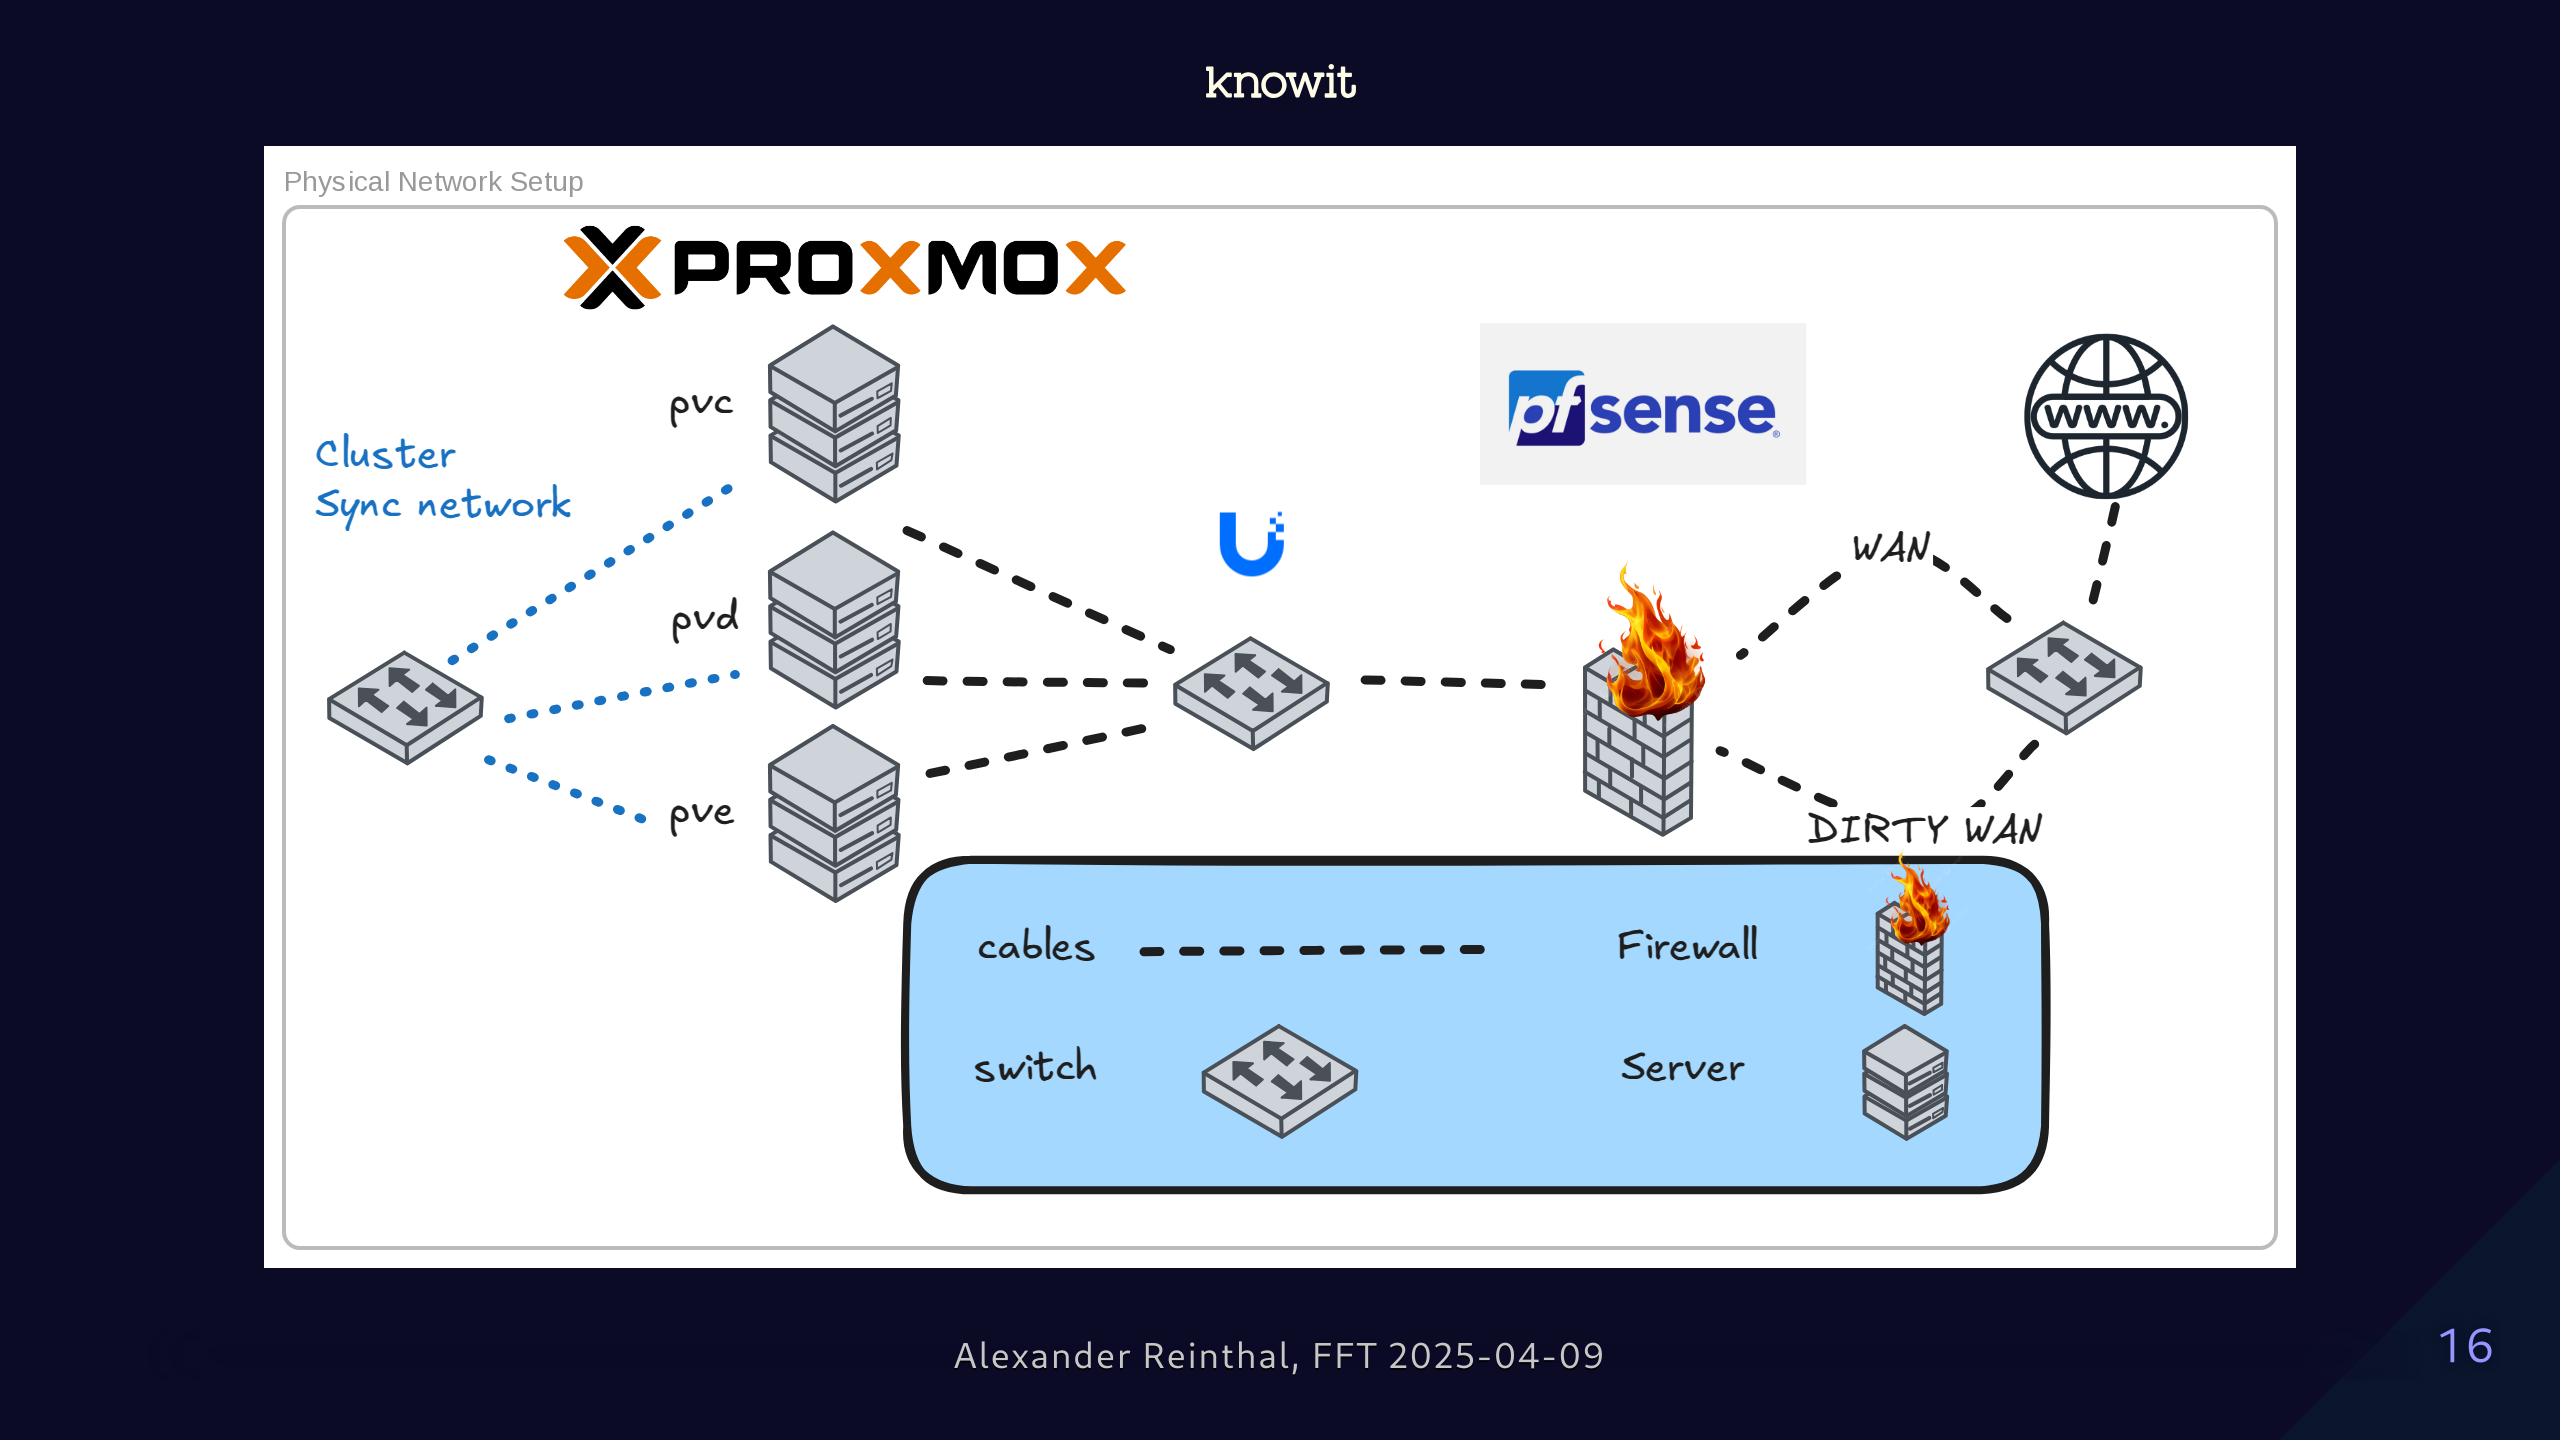 knowit
Physical Network Setup
PROXMOX
pvc
Cluster
Sync network
pfsense
www.
WAN
pvd
pve
DIRTY WAN
cables
Firewall
switch
Server
Alexander Reinthal, FFT 2025-04-09
16